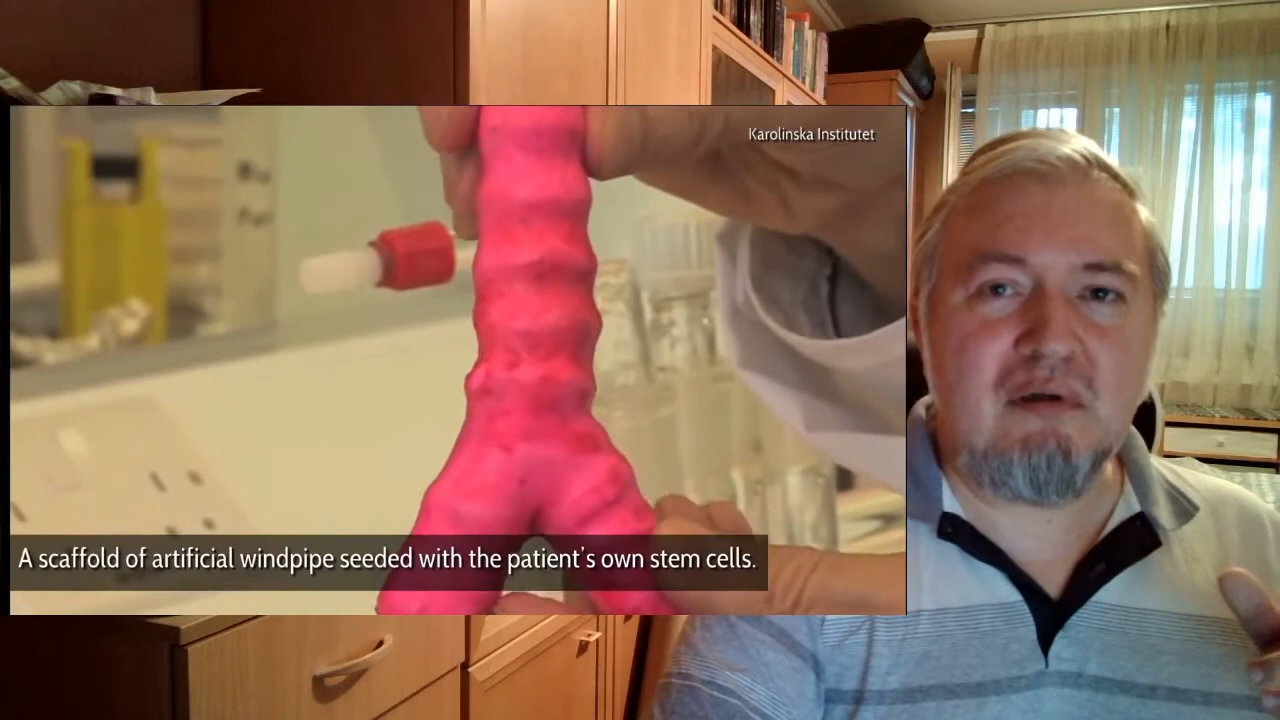 Karolinska Institutet
A scaffold of artificial windpipe seeded with the patient's own stem cells.